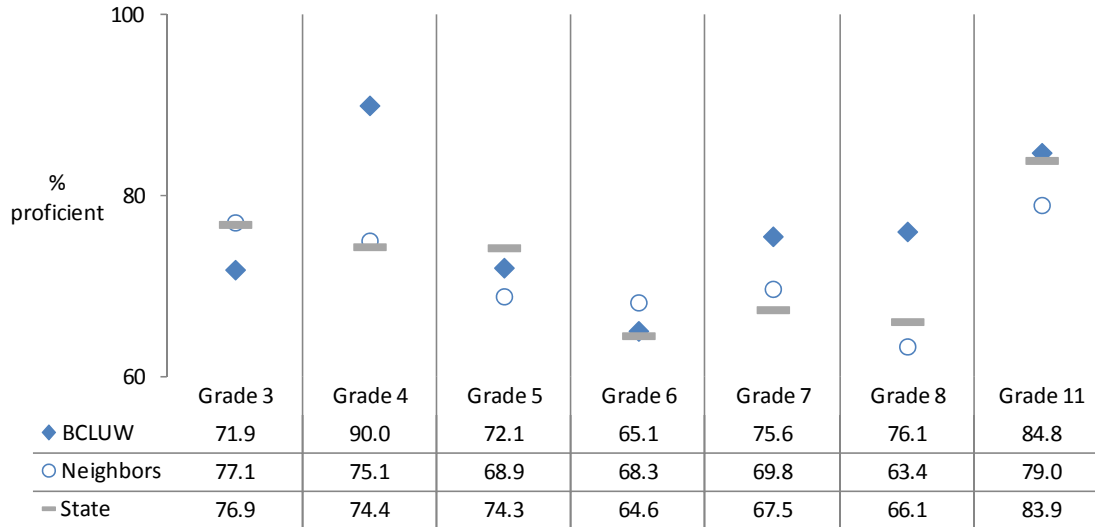 100
80
60
%
proficient
Grade 3 Grade 4 Grade 5 Grade 6 Grade 7 Grade 8 Grade 11
BCLUW 71.9 90.0 72.1 65.1 75.6 76.1 84.8
Neighbors 77.1 75.1 68.9 68.3 69.8 63.4 79.0
State 76.9 74.4 74.3 64.6 67.5 66.1 83.9